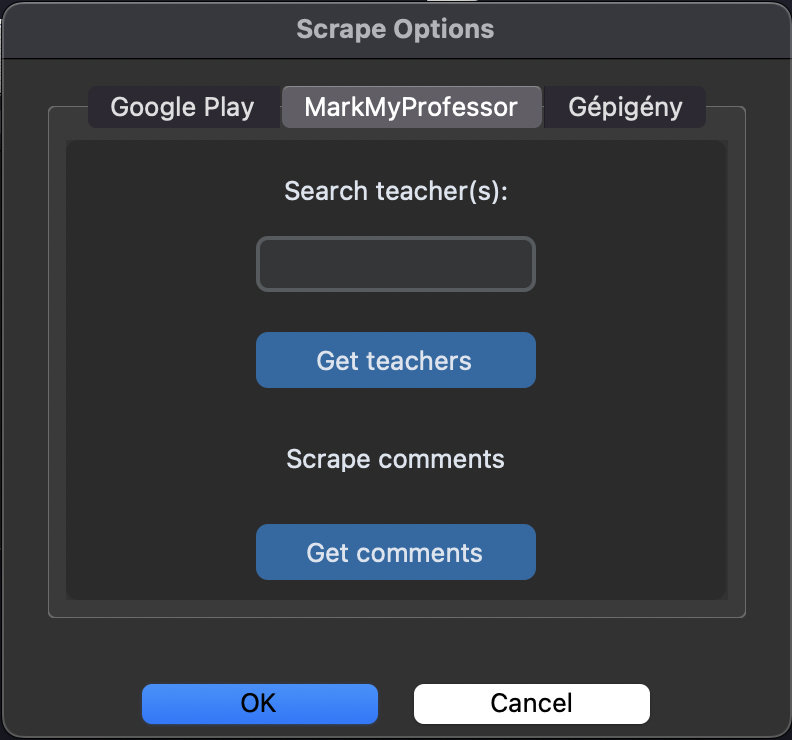 Scrape Options
Google Play MarkMyProfessor Gépigény
Search teacher(s):
Get teachers
Scrape comments
Get comments
OK Cancel